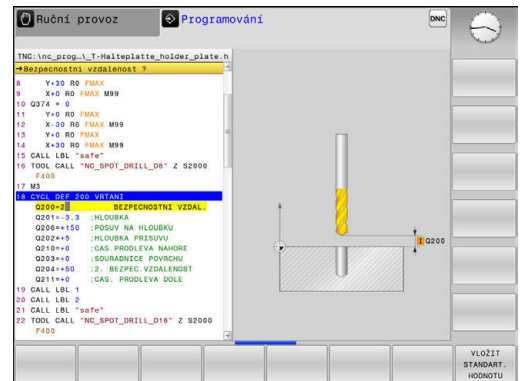 Ruční provoz
Programování
DNC
TNC:\nc_prog…\_T-Halteplatte_holder_plate.h
→Bezpecnostni vzdalenost ?
8 Y+30 R0 FMAX
9 X+0 R0 FMAX M99
10 Q374 = 0
11 Y+0 R0 FMAX
12 X-30 R0 FMAX M99
13 Y+0 R0 FMAX
14 X+30 R0 FMAX M99
15 CALL LBL "safe"
16 TOOL CALL "NC_SPOT_DRILL_D8" Z S2000
F400
17 M3
18 CYCL DEF 200 VRTANI
Q200=2 BEZPECNOSTNI VZDAL.
Q201=-3.3 ;HLOUBKA
Q206=+150 ;POSUV NA HLOUBKU
Q202=+5 ;HLOUBKA PRISUVU
Q210=+0 ;CAS.PRODLEVA NAHORE
Q203=+0 ;SOURADNICE POVRCHU
Q204=+50 ;2. BEZPEC.VZDALENOST
Q211=+0 ;CAS. PRODLEVA DOLE
19 CALL LBL 1
20 CALL LBL 2
21 CALL LBL "safe"
22 TOOL CALL "NC_SPOT_DRILL_D16" Z S2000
F400
I Q200
VLOŽIT
STANDART.
HODNOTU